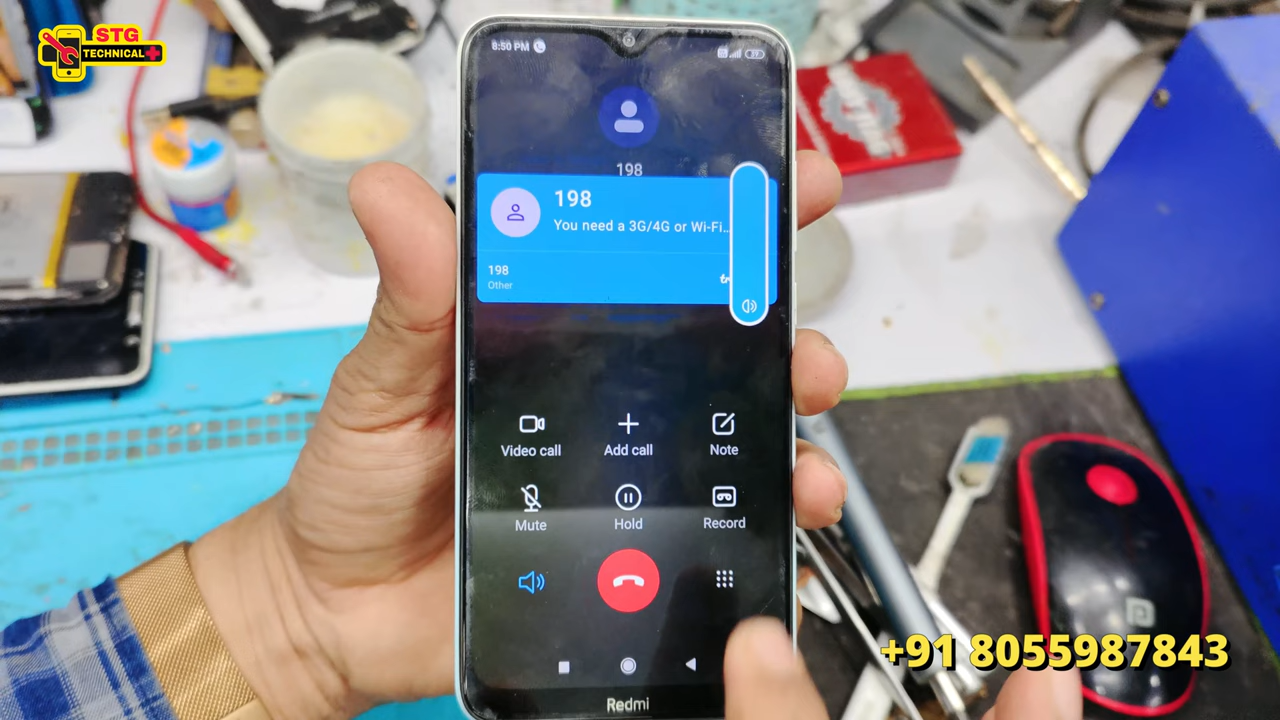 STG
TECHNICAL
8:50 PM
198
198
You need a 3G/4G or Wi-Fi...
198
Other
Video call
Add call
Note
Mute
Hold
Record
Redmi
+91 8055987843